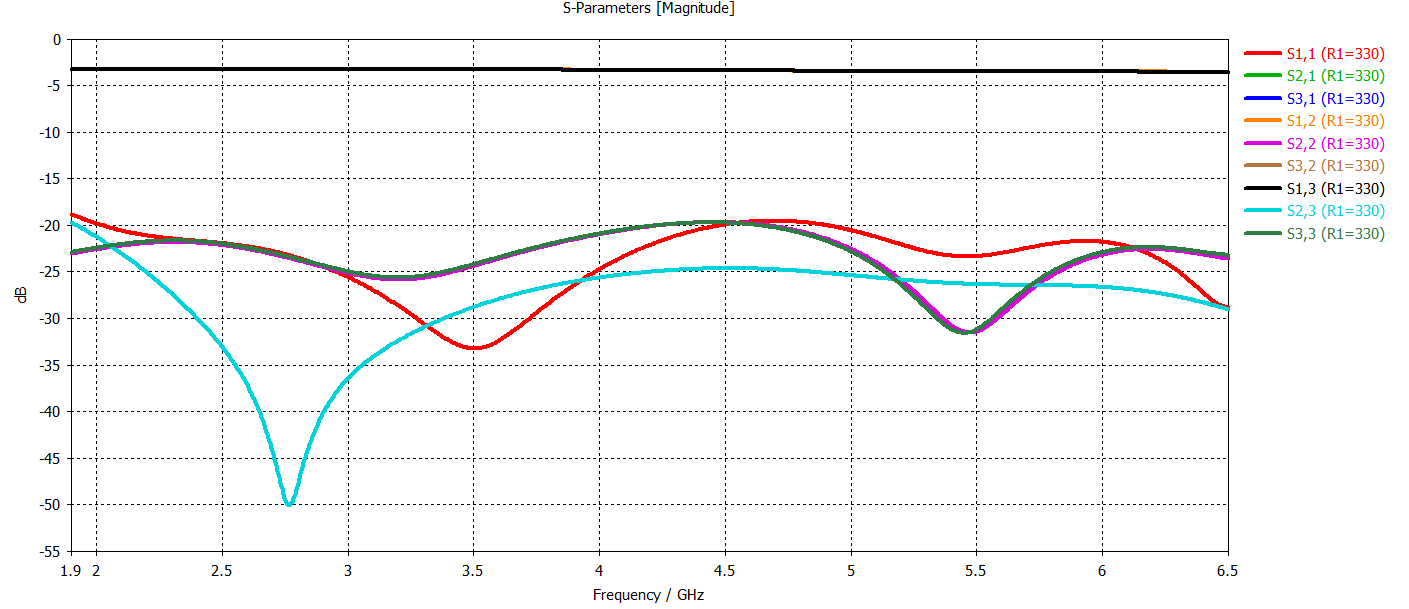 S-Parameters [Magnitude]
0
-5
-10
-15
-20
-25
-30
-35
-40
-45
-50
-55
dB
1.9 2 2.5 3 3.5 4 4.5 5 5.5 6 6.5
Frequency / GHz
S1,1 (R1=330)
S2,1 (R1=330)
S3,1 (R1=330)
S1,2 (R1=330)
S2,2 (R1=330)
S3,2 (R1=330)
S1,3 (R1=330)
S2,3 (R1=330)
S3,3 (R1=330)